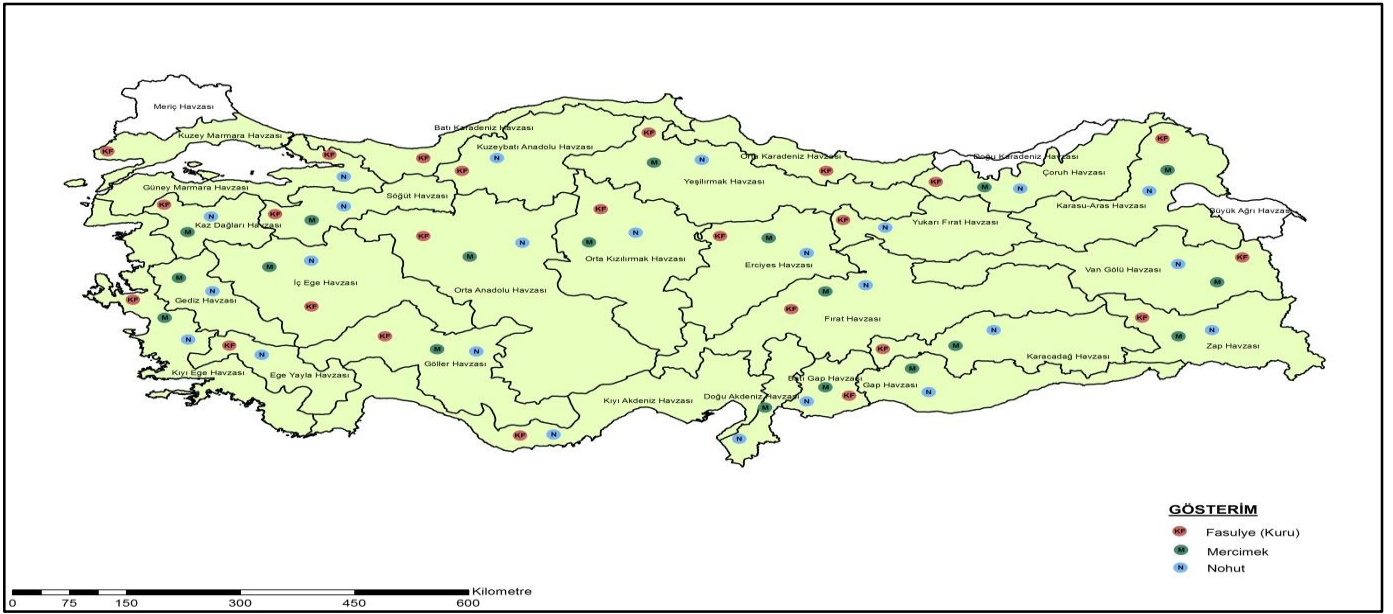 Meriç Havzası
Kuzey Marmara Havzası
Batı Karadeniz Havzası
Kuzeybatı Anadolu Havzası
Orta Karadeniz Havzası
Doğu Karadeniz Havzası
Çoruh Havzası
Güney Marmara Havzası
Söğüt Havzası
Yeşilırmak Havzası
Karasu-Aras Havzası
Büyük Ağrı Havzası
Kaz Dağları Havzası
Yukarı Fırat Havzası
Orta Kızılırmak Havzası
Erciyes Havzası
Van Gölü Havzası
İç Ege Havzası
Orta Anadolu Havzası
Gediz Havzası
Fırat Havzası
Zap Havzası
Karacadağ Havzası
Göller Havzası
Kıyı Ege Havzası
Ege Yayla Havzası
Batı Gap Havzası
Gap Havzası
Doğu Akdeniz Havzası
Kıyı Akdeniz Havzası
GÖSTERİM
KF Fasulye (Kuru)
M Mercimek
N Nohut
Kilometre
0 75 150 300 450 600